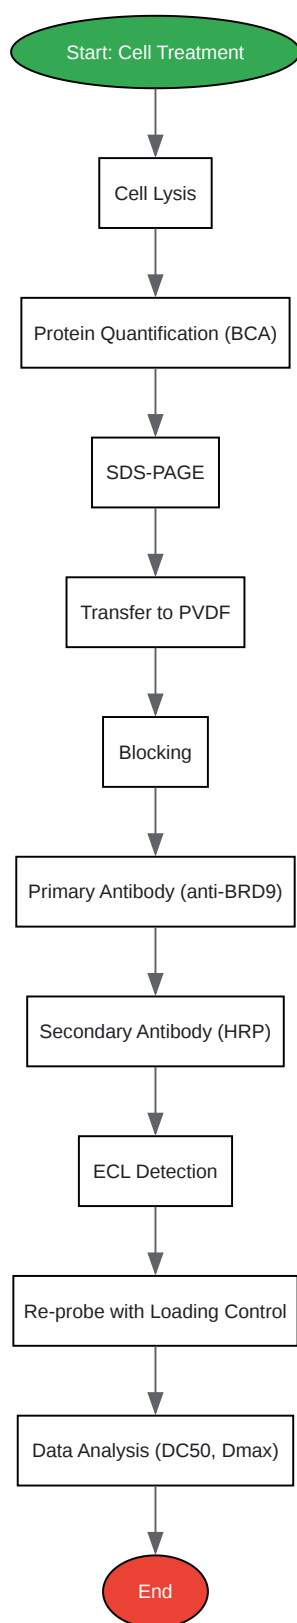 Start: Cell Treatment
Cell Lysis
Protein Quantification (BCA)
SDS-PAGE
Transfer to PVDF
Blocking
Primary Antibody (anti-BRD9)
Secondary Antibody (HRP)
ECL Detection
Re-probe with Loading Control
Data Analysis (DC50, Dmax)
End